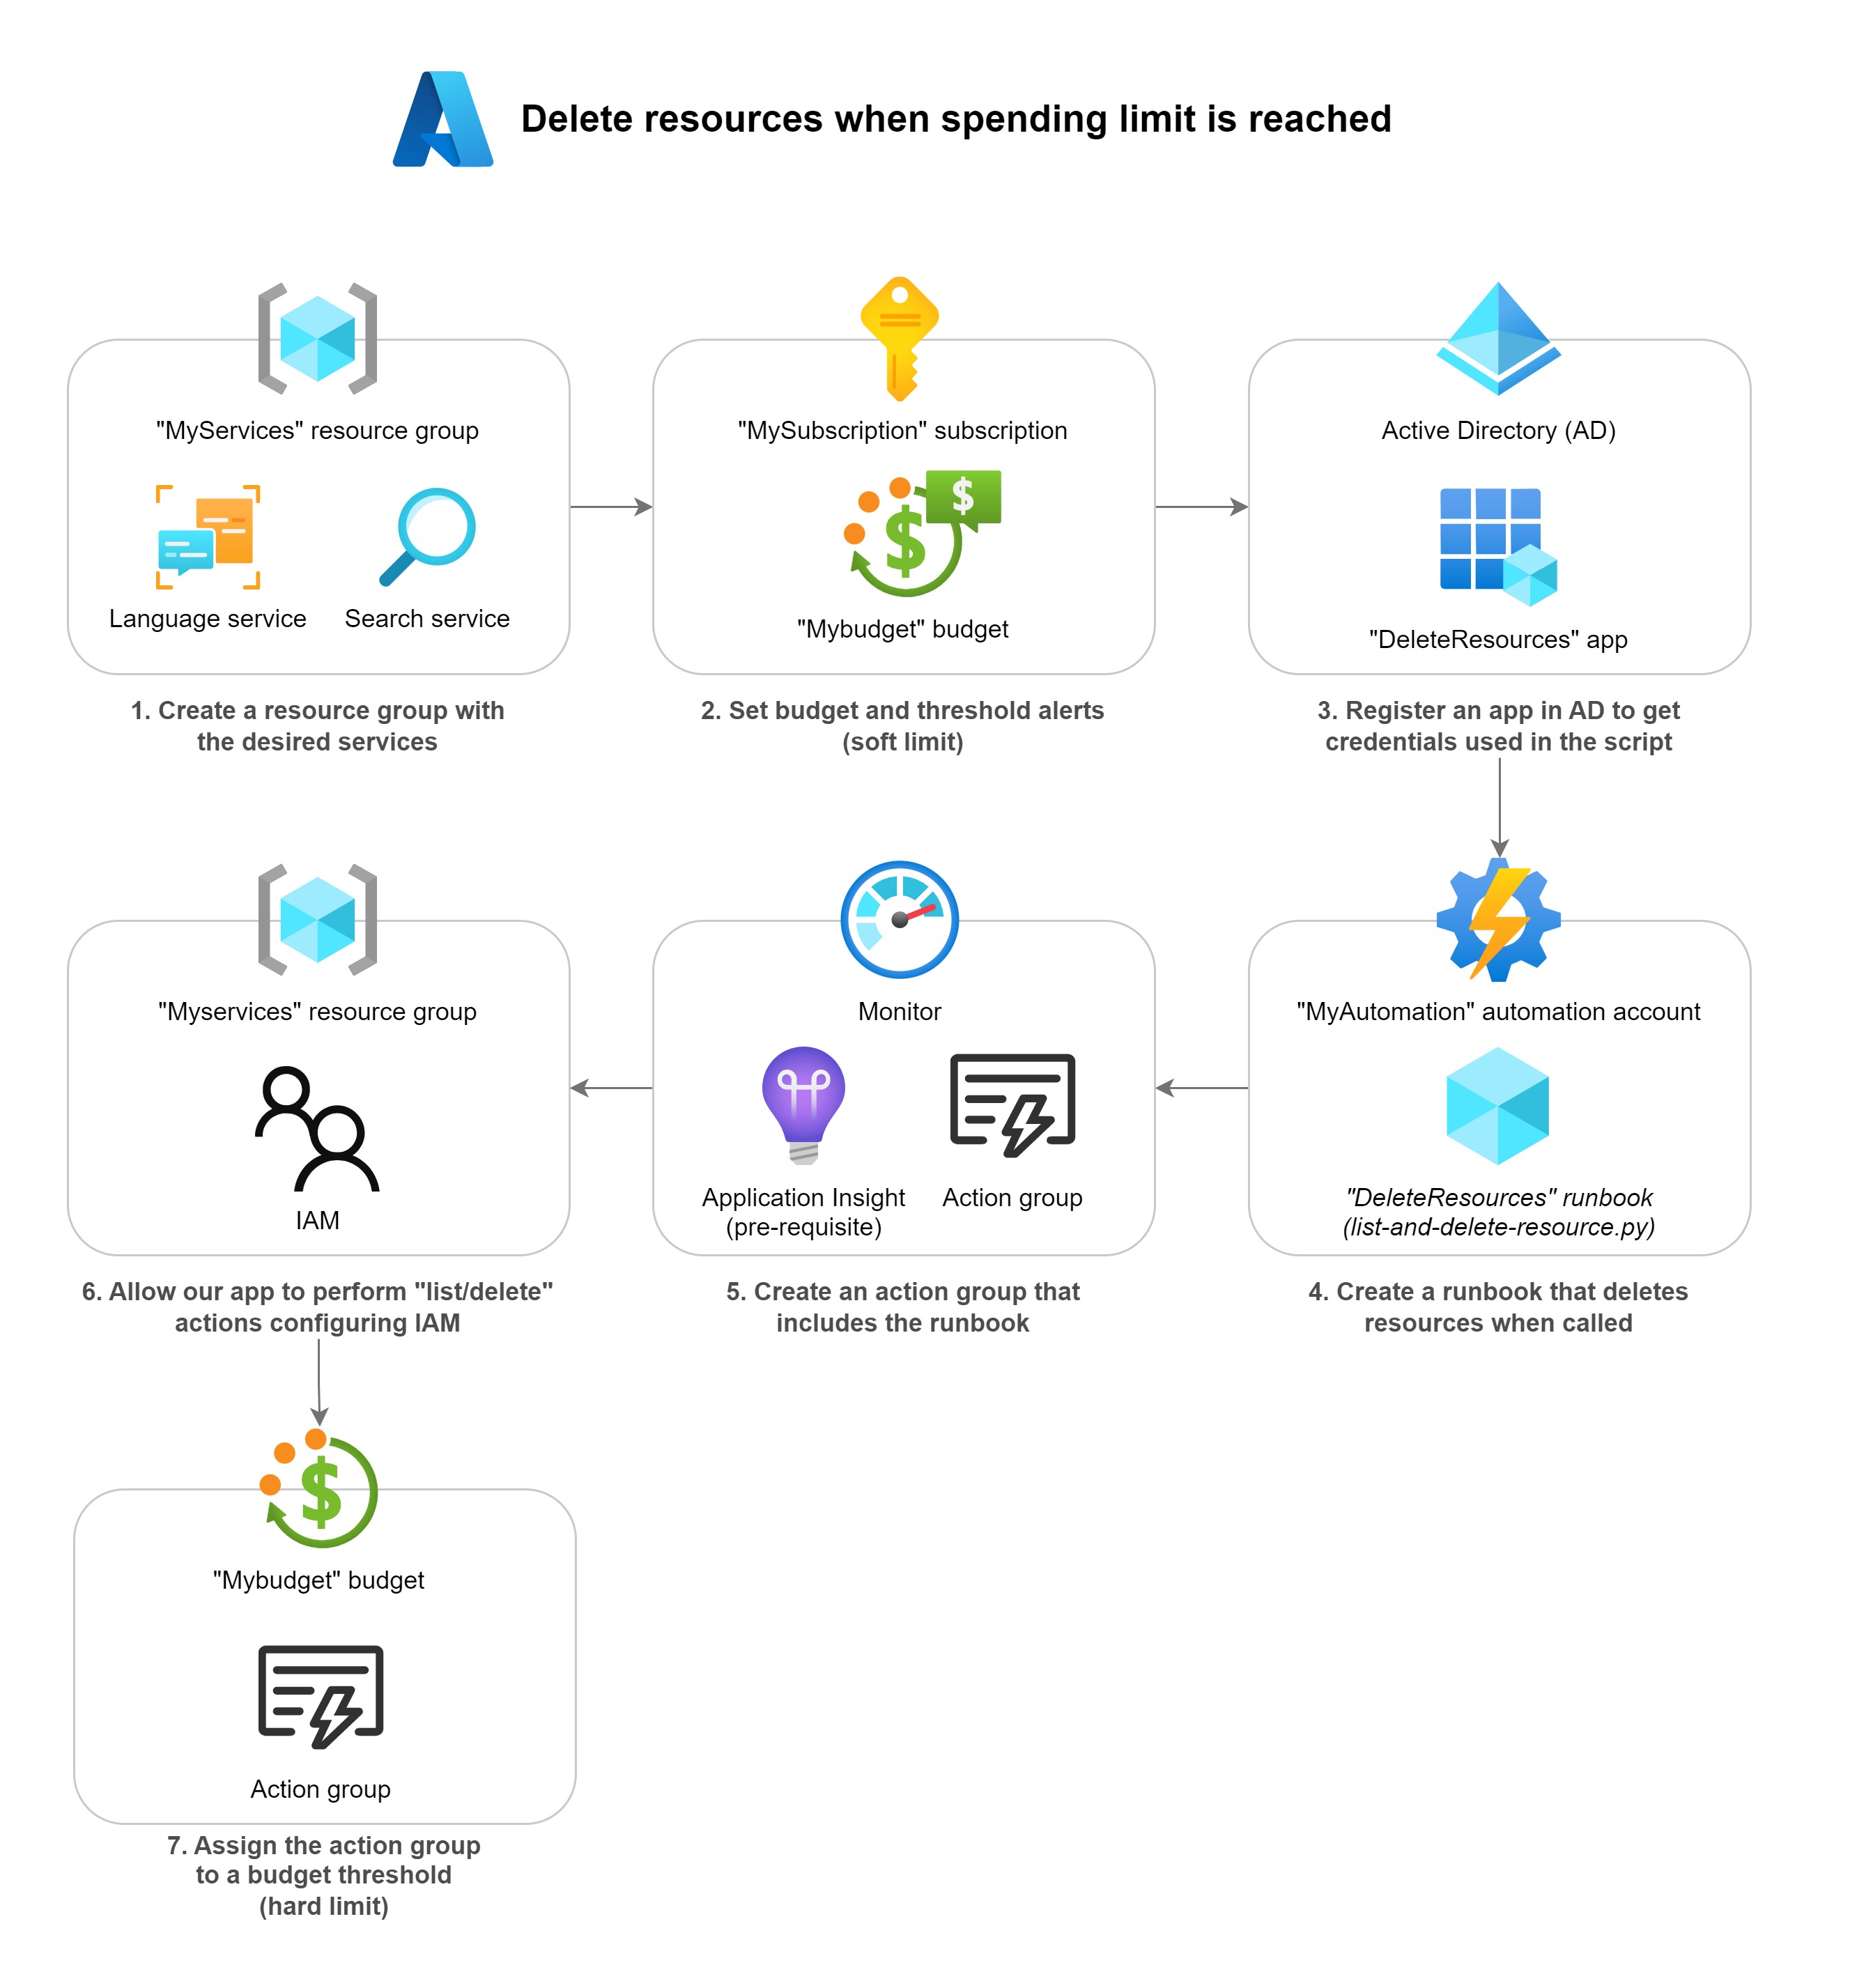 Delete resources when spending limit is reached
"MyServices" resource group
Language service
Search service
1. Create a resource group with
the desired services
"MySubscription" subscription
"Mybudget" budget
2. Set budget and threshold alerts
(soft limit)
Active Directory (AD)
"DeleteResources" app
3. Register an app in AD to get
credentials used in the script
"MyAutomation" automation account
"DeleteResources" runbook
(list-and-delete-resource.py)
4. Create a runbook that deletes
resources when called
Monitor
Application Insight
(pre-requisite)
Action group
5. Create an action group that
includes the runbook
"Myservices" resource group
IAM
6. Allow our app to perform "list/delete"
actions configuring IAM
"Mybudget" budget
Action group
7. Assign the action group
to a budget threshold
(hard limit)